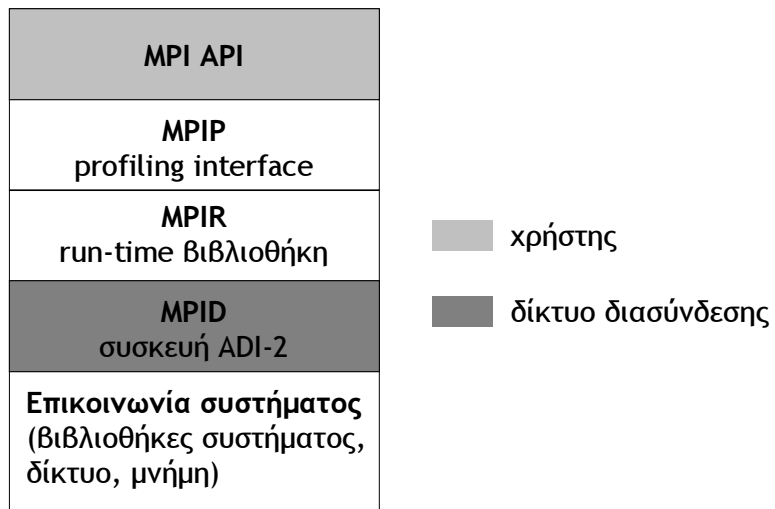 MPI API
MPIP
profiling interface
MPIR
run-time βιβλιοθήκη
MPID
συσκευή ADI-2
Επικοινωνία συστήματος
(βιβλιοθήκες συστήματος,
δίκτυο, μνήμη)
χρήστης
δίκτυο διασύνδεσης